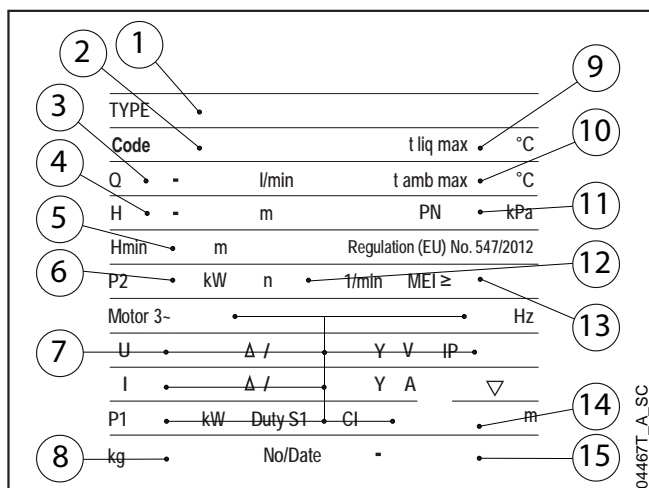 1
2
3
4
5
6
7
8
9
10
11
12
13
14
15
TYPE
Code t liq max °C
Q - l/min t amb max °C
H - m PN kPa
Hmin m Regulation (EU) No. 547/2012
P2 kW n 1/min MEI ≥
Motor 3~ Hz
U Δ / Y V IP
I Δ / Y A
P1 kW Duty S1 Cl m
kg No/Date -
04467T_A_SC